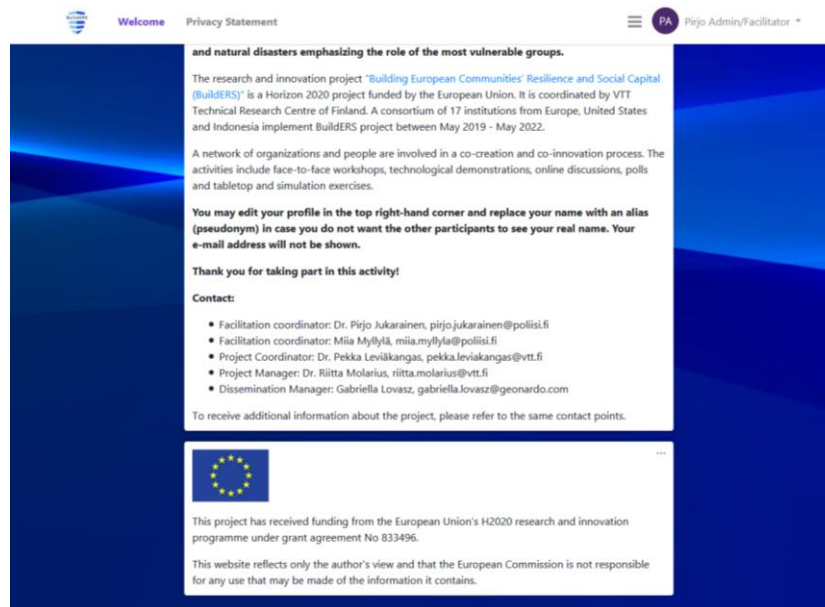 BuildERS
Welcome
Privacy Statement
PA
Pirjo Admin/Facilitator
and natural disasters emphasizing the role of the most vulnerable groups.
The research and innovation project "Building European Communities' Resilience and Social Capital
(BuildERS)" is a Horizon 2020 project funded by the European Union. It is coordinated by VTT
Technical Research Centre of Finland. A consortium of 17 institutions from Europe, United States
and Indonesia implement BuildERS project between May 2019 - May 2022.
A network of organizations and people are involved in a co-creation and co-innovation process. The
activities include face-to-face workshops, technological demonstrations, online discussions, polls
and tabletop and simulation exercises.
You may edit your profile in the top right-hand corner and replace your name with an alias
(pseudonym) in case you do not want the other participants to see your real name. Your
e-mail address will not be shown.
Thank you for taking part in this activity!
Contact:
• Facilitation coordinator: Dr. Pirjo Jukarainen, pirjo.jukarainen@poliisi.fi
• Facilitation coordinator: Miia Myllylä, miia.myllyla@poliisi.fi
• Project Coordinator: Dr. Pekka Leviäkangas, pekka.leviakangas@vtt.fi
• Project Manager: Dr. Riitta Molarius, riitta.molarius@vtt.fi
• Dissemination Manager: Gabriella Lovasz, gabriella.lovasz@geonardo.com
To receive additional information about the project, please refer to the same contact points.
...
This project has received funding from the European Union's H2020 research and innovation
programme under grant agreement No 833496.
This website reflects only the author's view and that the European Commission is not responsible
for any use that may be made of the information it contains.